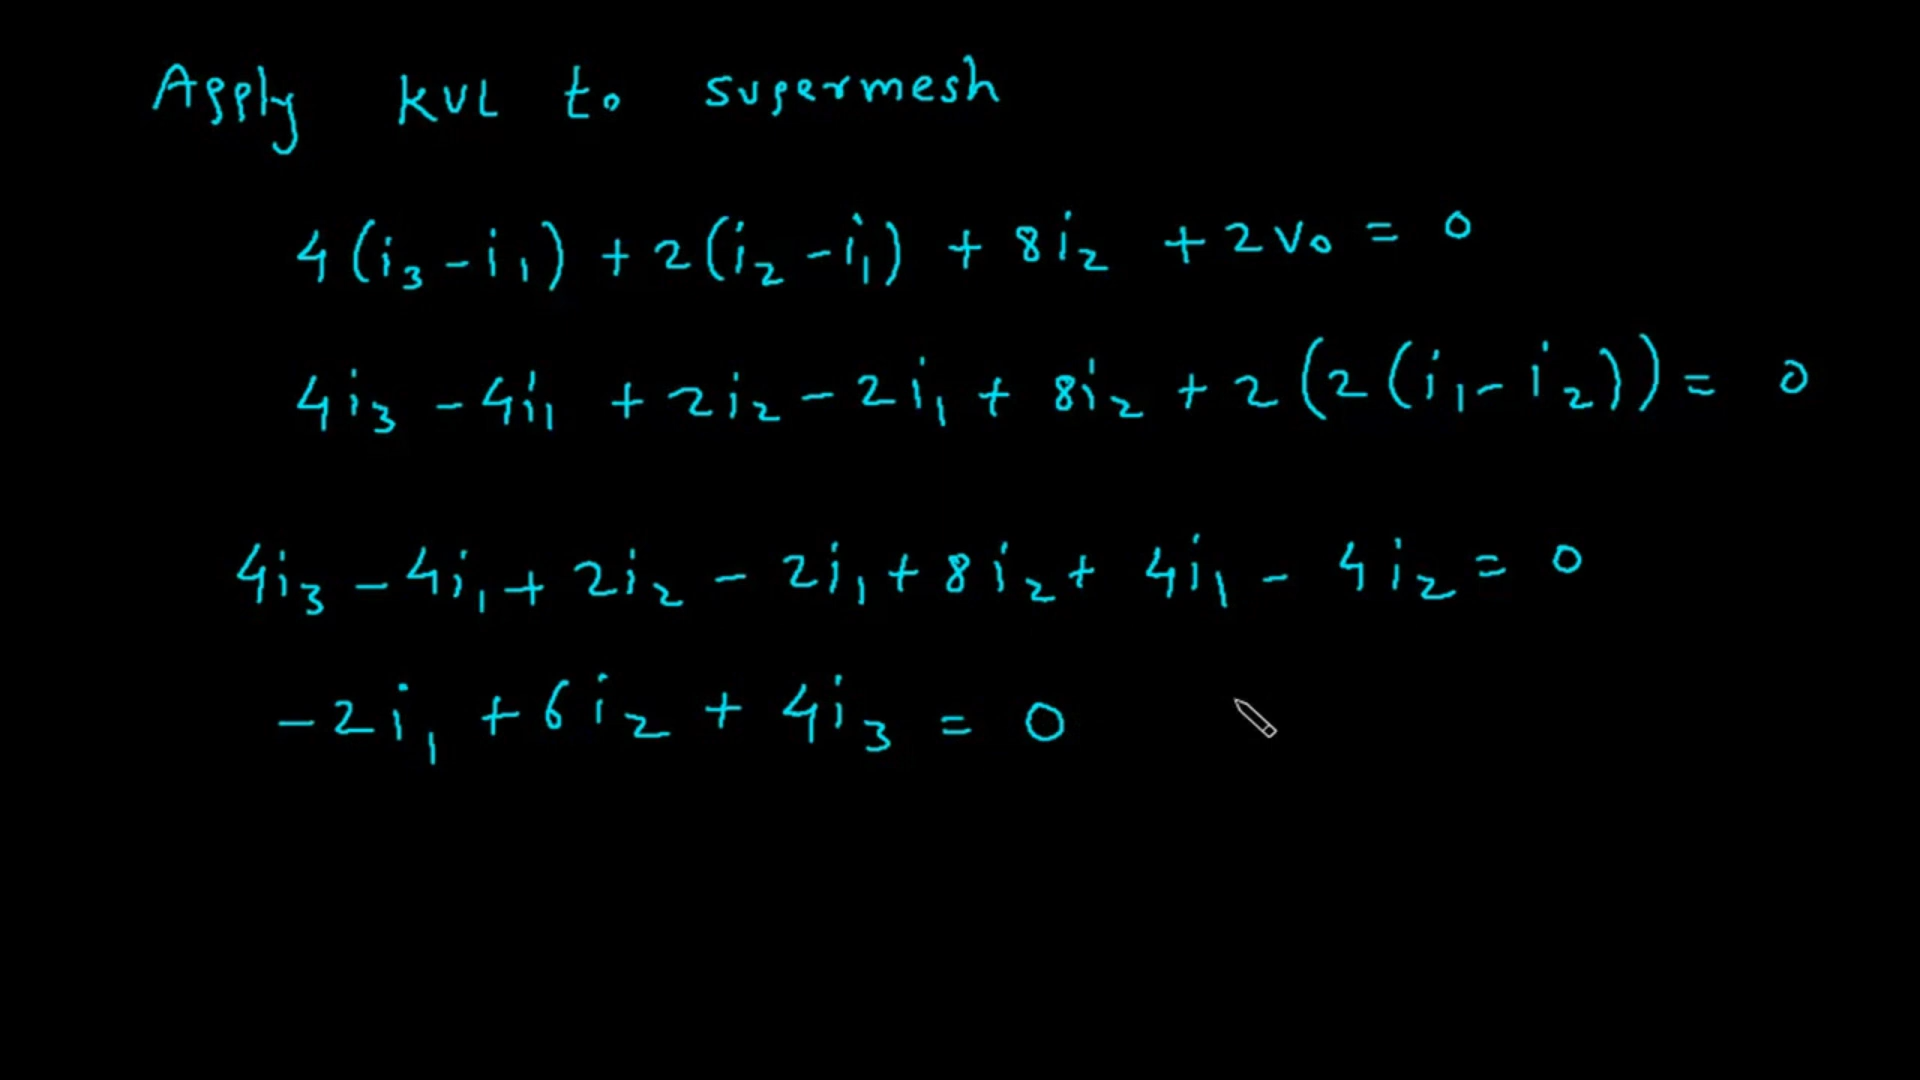 Apply KVL to supermesh
4(i₃-i₁)+2(i₂-i₁)+8i₂+2v₀=0
4i₃-4i₁+2i₂-2i₁+8i₂+2(2(i₁-i₂))=0
4i₃-4i₁+2i₂-2i₁+8i₂+4i₁-4i₂=0
-2i₁+6i₂+4i₃=0